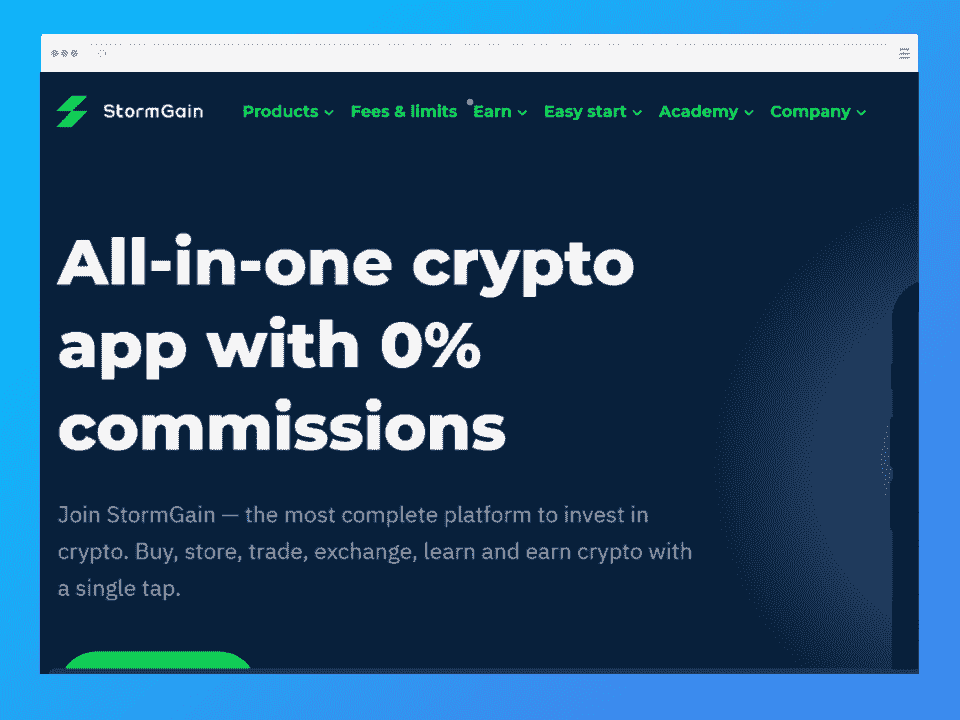 StormGain Products Fees & limits Earn Easy start Academy Company
All-in-one crypto
app with 0%
commissions
Join StormGain — the most complete platform to invest in
crypto. Buy, store, trade, exchange, learn and earn crypto with
a single tap.